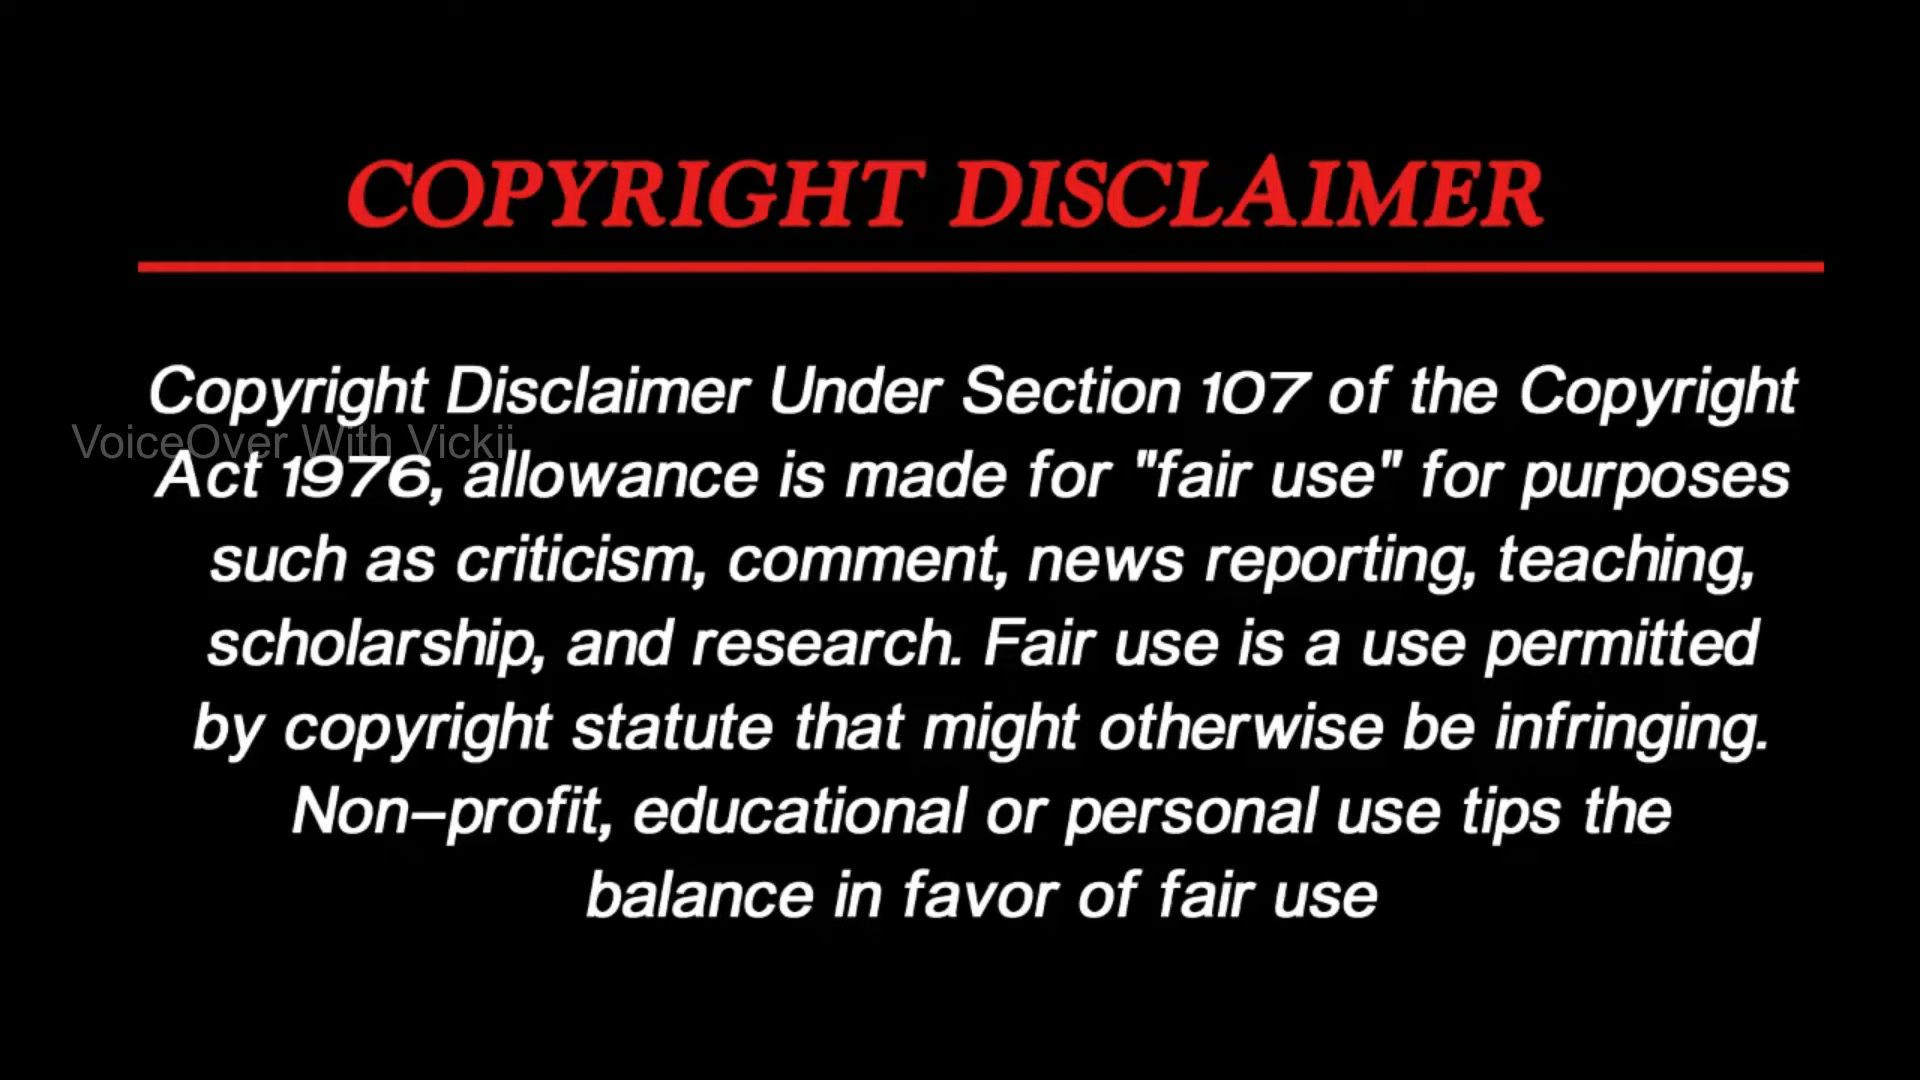 COPYRIGHT DISCLAIMER
Copyright Disclaimer Under Section 107 of the Copyright
VoiceOver With Vickii
Act 1976, allowance is made for "fair use" for purposes
such as criticism, comment, news reporting, teaching,
scholarship, and research. Fair use is a use permitted
by copyright statute that might otherwise be infringing.
Non-profit, educational or personal use tips the
balance in favor of fair use